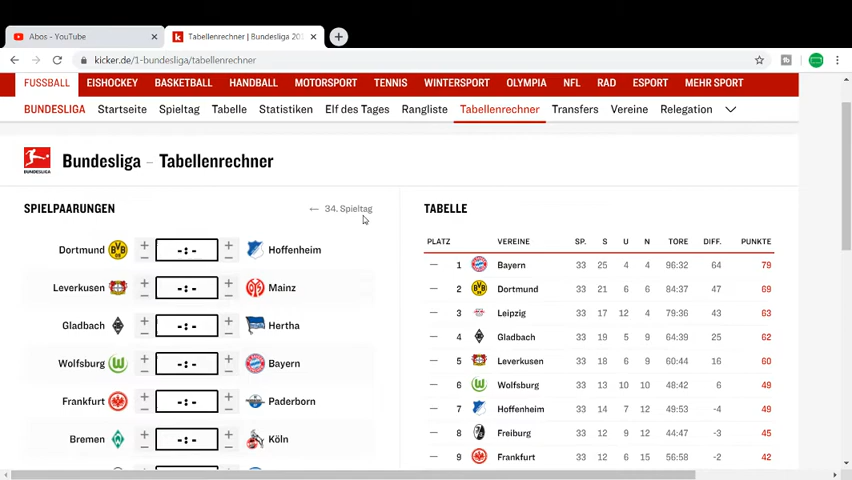 Abos - YouTube
Tabellenrechner | Bundesliga 20
kicker.de/1-bundesliga/tabellenrechner
FUSSBALL EISHOCKEY BASKETBALL HANDBALL MOTORSPORT TENNIS WINTERSPORT OLYMPIA NFL RAD ESPORT MEHR SPORT
BUNDESLIGA Startseite Spieltag Tabelle Statistiken Elf des Tages Rangliste Tabellenrechner Transfers Vereine Relegation
Bundesliga - Tabellenrechner
SPIELPAARUNGEN ← 34. Spieltag
Dortmund + − -:- + − Hoffenheim
Leverkusen + − -:- + − Mainz
Gladbach + − -:- + − Hertha
Wolfsburg + − -:- + − Bayern
Frankfurt + − -:- + − Paderborn
Bremen + − -:- + − Köln
TABELLE
PLATZ VEREINE SP. S U N TORE DIFF. PUNKTE
— 1 Bayern 33 25 4 4 96:32 64 79
— 2 Dortmund 33 21 6 6 84:37 47 69
— 3 Leipzig 33 17 12 4 79:36 43 63
— 4 Gladbach 33 19 5 9 64:39 25 62
— 5 Leverkusen 33 18 6 9 60:44 16 60
— 6 Wolfsburg 33 13 10 10 48:42 6 49
— 7 Hoffenheim 33 14 7 12 49:53 -4 49
— 8 Freiburg 33 12 9 12 44:47 -3 45
— 9 Frankfurt 33 12 6 15 56:58 -2 42